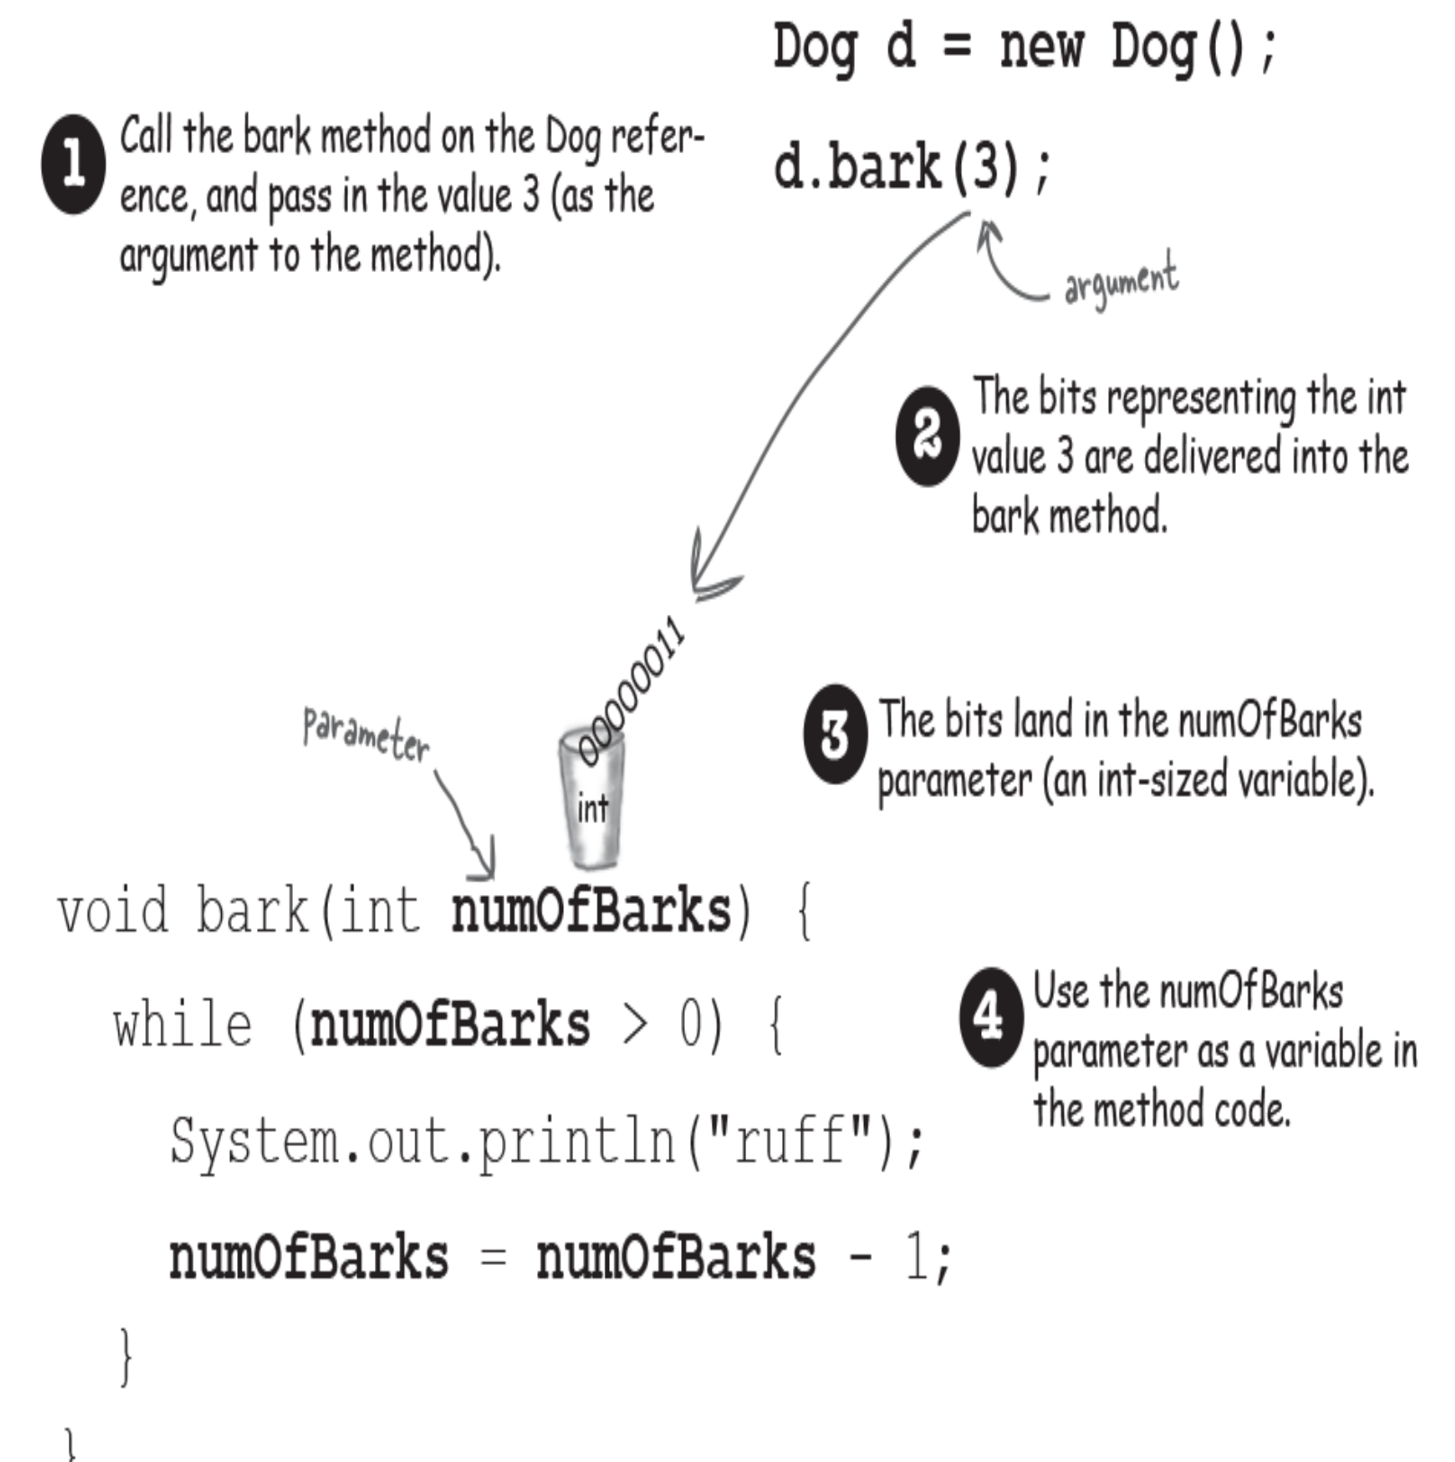 Dog d = new Dog();
1 Call the bark method on the Dog refer-
ence, and pass in the value 3 (as the
argument to the method).
d.bark(3);
argument
2 The bits representing the int
value 3 are delivered into the
bark method.
00000011
int
parameter
3 The bits land in the numOfBarks
parameter (an int-sized variable).
void bark(int numOfBarks) {
while (numOfBarks > 0) {
4 Use the numOfBarks
parameter as a variable in
the method code.
System.out.println("ruff");
numOfBarks = numOfBarks - 1;
}
}